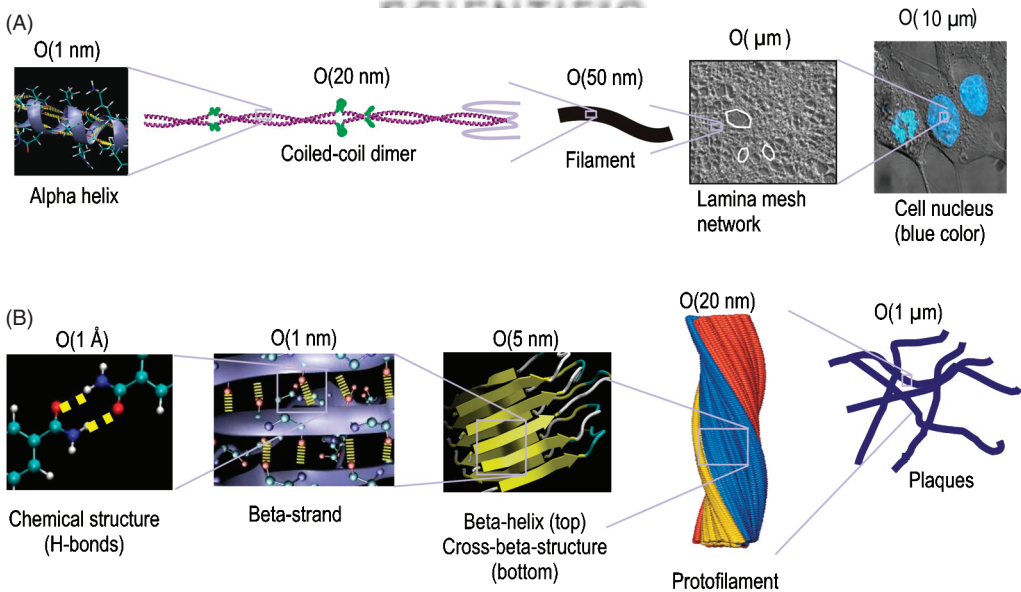 SCIENTIFIC
(A)
O(1 nm)
O(20 nm)
O(50 nm)
O( µm)
O( 10 µm)
Alpha helix
Coiled-coil dimer
Filament
Lamina mesh
network
Cell nucleus
(blue color)
(B)
O(1 Å)
O(1 nm)
O(5 nm)
O(20 nm)
O(1 µm)
Chemical structure
(H-bonds)
Beta-strand
Beta-helix (top)
Cross-beta-structure
(bottom)
Protofilament
Plaques